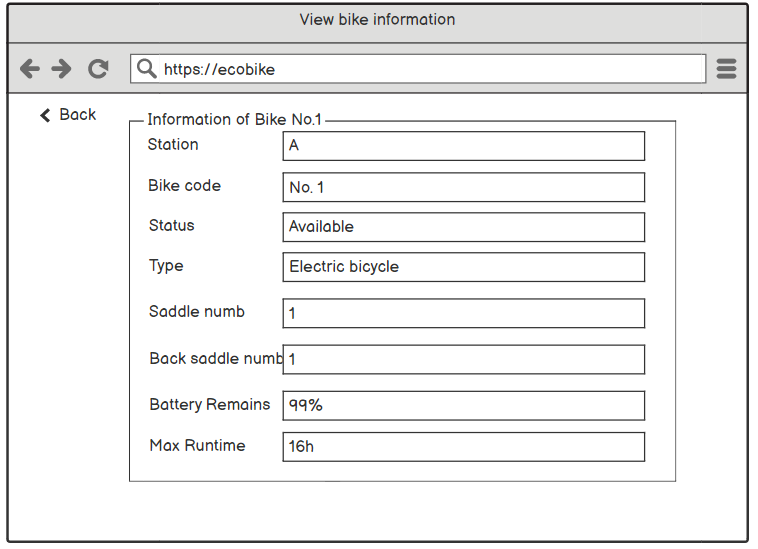 View bike information
https://ecobike
Back
Information of Bike No.1
Station A
Bike code No. 1
Status Available
Type Electric bicycle
Saddle numb 1
Back saddle numb 1
Battery Remains 99%
Max Runtime 16h